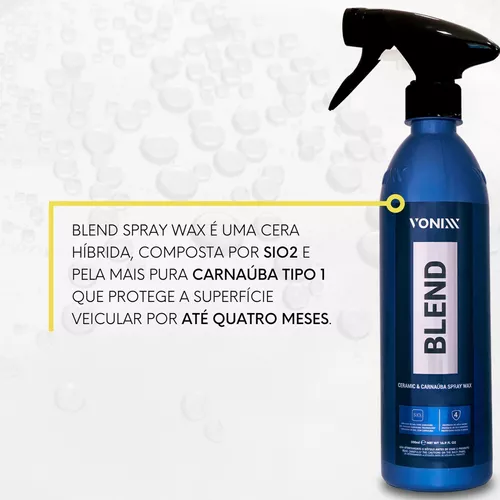 BLEND SPRAY WAX É UMA CERA
HÍBRIDA, COMPOSTA POR SIO2 E
PELA MAIS PURA CARNAÚBA TIPO 1
QUE PROTEGE A SUPERFÍCIE
VEICULAR POR ATÉ QUATRO MESES.
VONIXX
BLEND
CERAMIC & CARNAÚBA SPRAY WAX